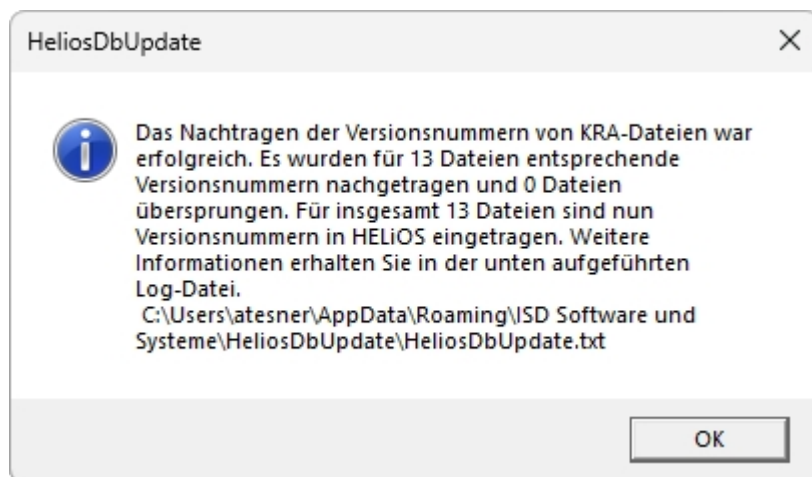 HeliosDbUpdate
Das Nachtragen der Versionsnummern von KRA-Dateien war
erfolgreich. Es wurden für 13 Dateien entsprechende
Versionsnummern nachgetragen und 0 Dateien
übersprungen. Für insgesamt 13 Dateien sind nun
Versionsnummern in HELiOS eingetragen. Weitere
Informationen erhalten Sie in der unten aufgeführten
Log-Datei.
C:\Users\atesner\AppData\Roaming\ISD Software und
Systeme\HeliosDbUpdate\HeliosDbUpdate.txt
OK